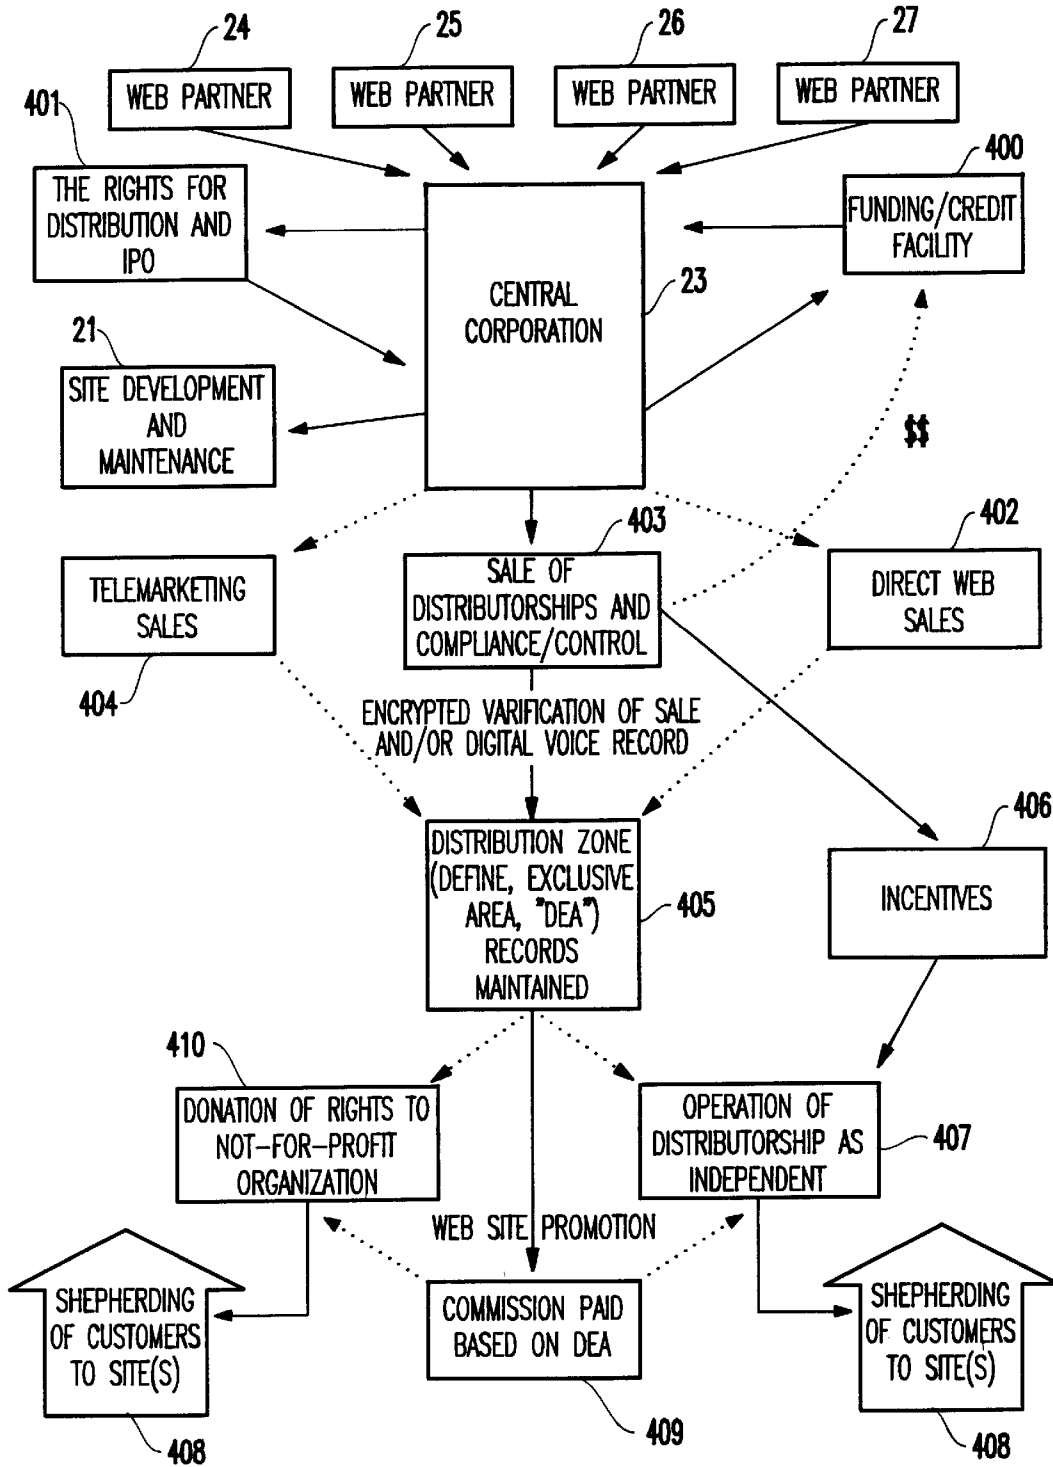 24
25
26
27
WEB PARTNER
WEB PARTNER
WEB PARTNER
WEB PARTNER
401
400
THE RIGHTS FOR
DISTRIBUTION AND
IPO
FUNDING/CREDIT
FACILITY
CENTRAL
CORPORATION
23
21
SITE DEVELOPMENT
AND
MAINTENANCE
$$
403
402
TELEMARKETING
SALES
SALE OF
DISTRIBUTORSHIPS AND
COMPLIANCE/CONTROL
DIRECT WEB
SALES
404
ENCRYPTED VARIFICATION OF SALE
AND/OR DIGITAL VOICE RECORD
406
DISTRIBUTION ZONE
(DEFINE, EXCLUSIVE
AREA, "DEA")
RECORDS
MAINTAINED
405
INCENTIVES
410
DONATION OF RIGHTS TO
NOT-FOR-PROFIT
ORGANIZATION
OPERATION OF
DISTRIBUTORSHIP AS
INDEPENDENT
407
WEB SITE PROMOTION
SHEPHERDING
OF CUSTOMERS
TO SITE(S)
COMMISSION PAID
BASED ON DEA
SHEPHERDING
OF CUSTOMERS
TO SITE(S)
408
409
408